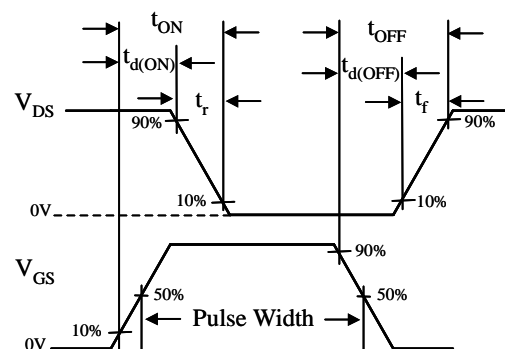 tON
tOFF
td(ON)
td(OFF)
tr
tf
VDS
90%
90%
10%
10%
0V
VGS
90%
50%
50%
Pulse Width
10%
0V